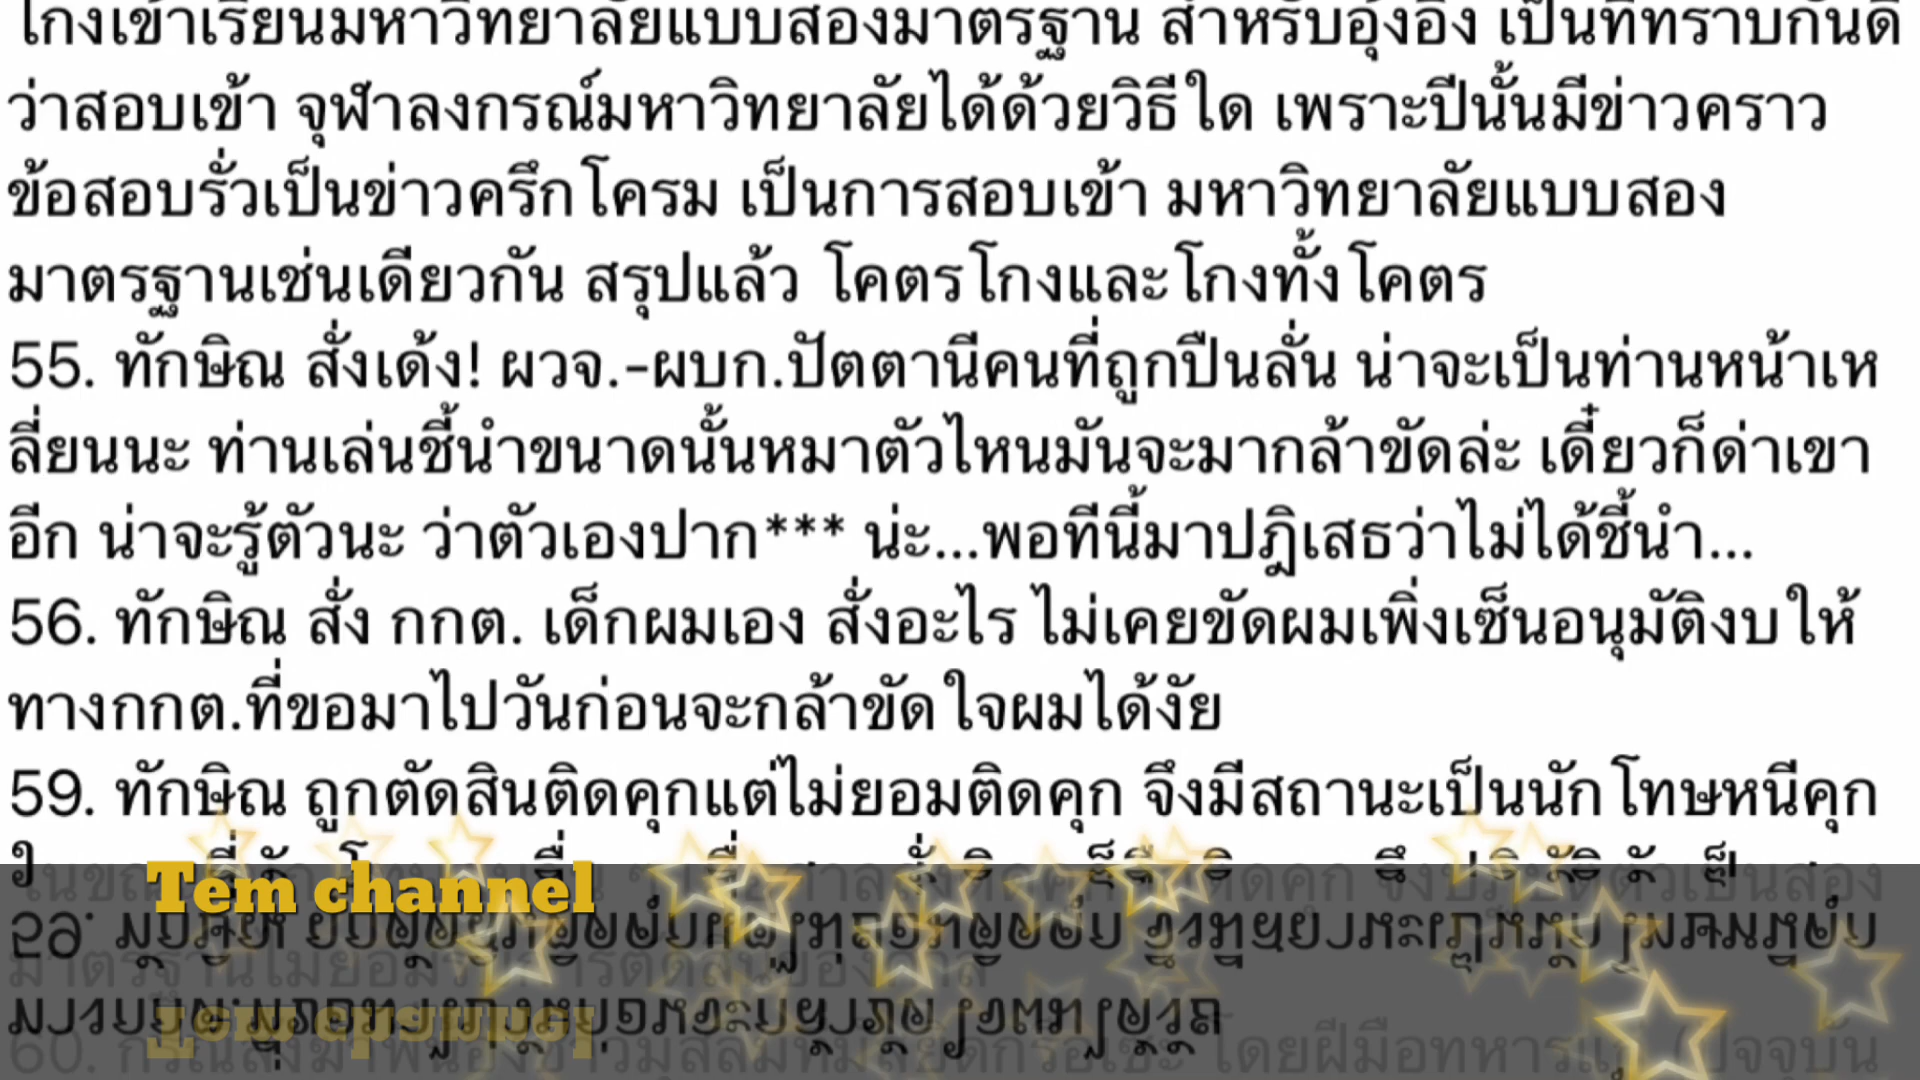 โกงเข้าเรียนมหาวิทยาลัยแบบสองมาตรฐาน สำหรับอุ๊งอิ๊ง เป็นที่ทราบกันดี
ว่าสอบเข้า จุฬาลงกรณ์มหาวิทยาลัยได้ด้วยวิธีใด เพราะปีนั้นมีข่าวคราว
ข้อสอบรั่วเป็นข่าวครึกโครม เป็นการสอบเข้า มหาวิทยาลัยแบบสอง
มาตรฐานเช่นเดียวกัน สรุปแล้ว โคตรโกงและโกงทั้งโคตร
55. ทักษิณ สั่งเด้ง! ผวจ.-ผบก.ปัตตานีคนที่ถูกปืนลั่น น่าจะเป็นท่านหน้าเห
ลี่ยนนะ ท่านเล่นชี้นำขนาดนั้นหมาตัวไหนมันจะมากล้าขัดล่ะ เดี๋ยวก็ด่าเขา
อีก น่าจะรู้ตัวนะ ว่าตัวเองปาก*** น่ะ...พอทีนี้มาปฎิเสธว่าไม่ได้ชี้นำ...
56. ทักษิณ สั่ง กกต. เด็กผมเอง สั่งอะไร ไม่เคยขัดผมเพิ่งเซ็นอนุมัติงบให้
ทางกกต.ที่ขอมาไปวันก่อนจะกล้าขัดใจผมได้งัย
59. ทักษิณ ถูกตัดสินติดคุกแต่ไม่ยอมติดคุก จึงมีสถานะเป็นนักโทษหนีคุก
Tem channel